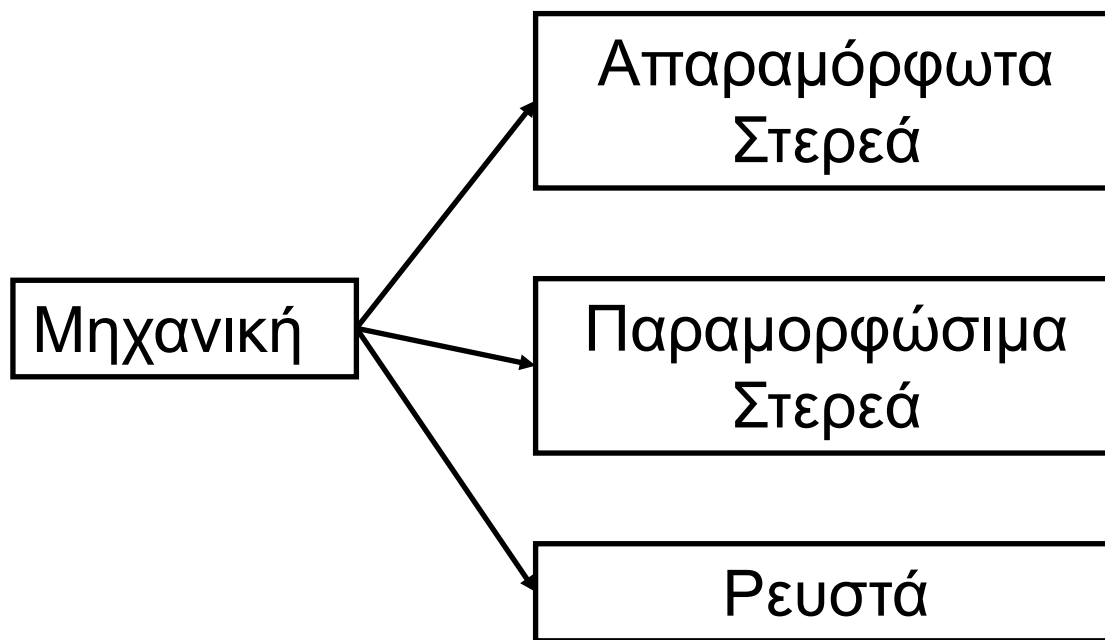 Απαραμόρφωτα
Στερεά
Μηχανική
Παραμορφώσιμα
Στερεά
Ρευστά